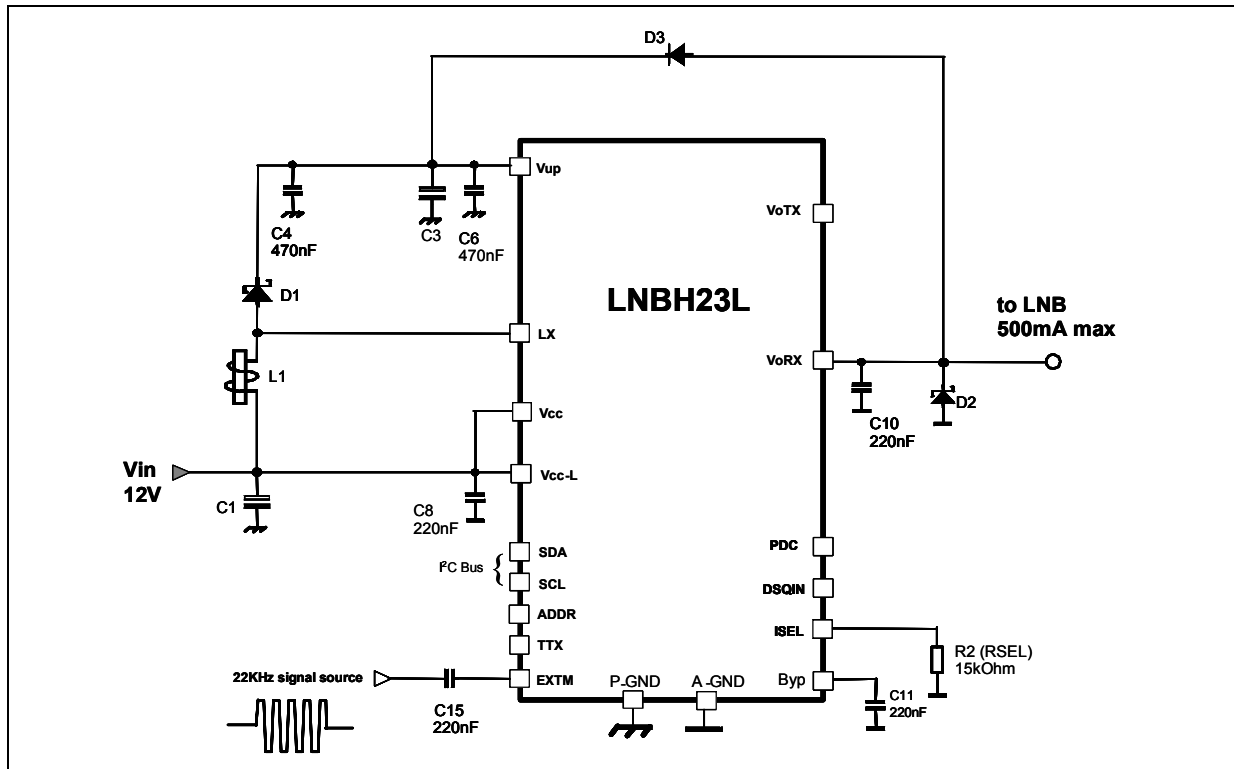 D3
Vup
C4
470nF
C3
C6
470nF
VoTX
D1
LNBH23L
to LNB
500mA max
LX
VoRX
L1
D2
C10
220nF
Vcc
Vin
12V
Vcc-L
C1
C8
220nF
SDA
I²C Bus
SCL
PDC
DSQIN
ADDR
ISEL
TTX
R2 (RSEL)
15kOhm
22KHz signal source
EXTM
P-GND
A-GND
Byp
C11
220nF
C15
220nF